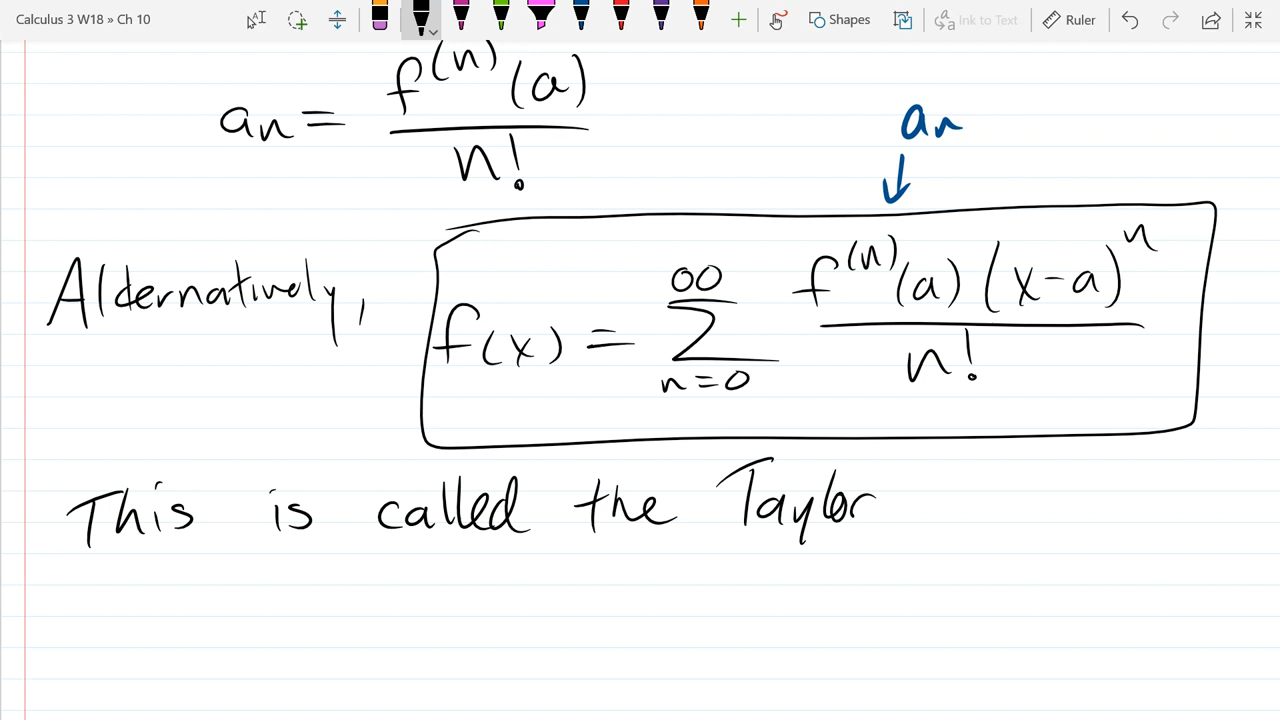 Calculus 3 W18 » Ch 10
Shapes
Ink to Text
Ruler
aₙ = f⁽ⁿ⁾(a) / n!
aₙ
↓
Alternatively, f(x) = ∑_{n=0}^{∞} f⁽ⁿ⁾(a)(x-a)ⁿ / n!
This is called the Taylor